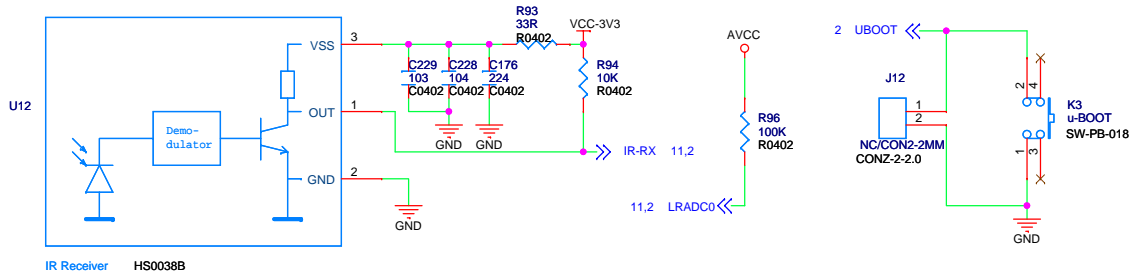 U12
VSS
3
OUT
1
GND
2
Demo-
dulator
IR Receiver
HS0038B
C229
103
C0402
C228
104
C0402
C176
224
C0402
GND
GND
GND
R93
33R
R0402
VCC-3V3
R94
10K
R0402
IR-RX
11,2
AVCC
R96
100K
R0402
11,2
LRADC0
2
UBOOT
J12
1
2
NC/CON2-2MM
CONZ-2-2.0
2
4
1
3
K3
u-BOOT
SW-PB-018
GND